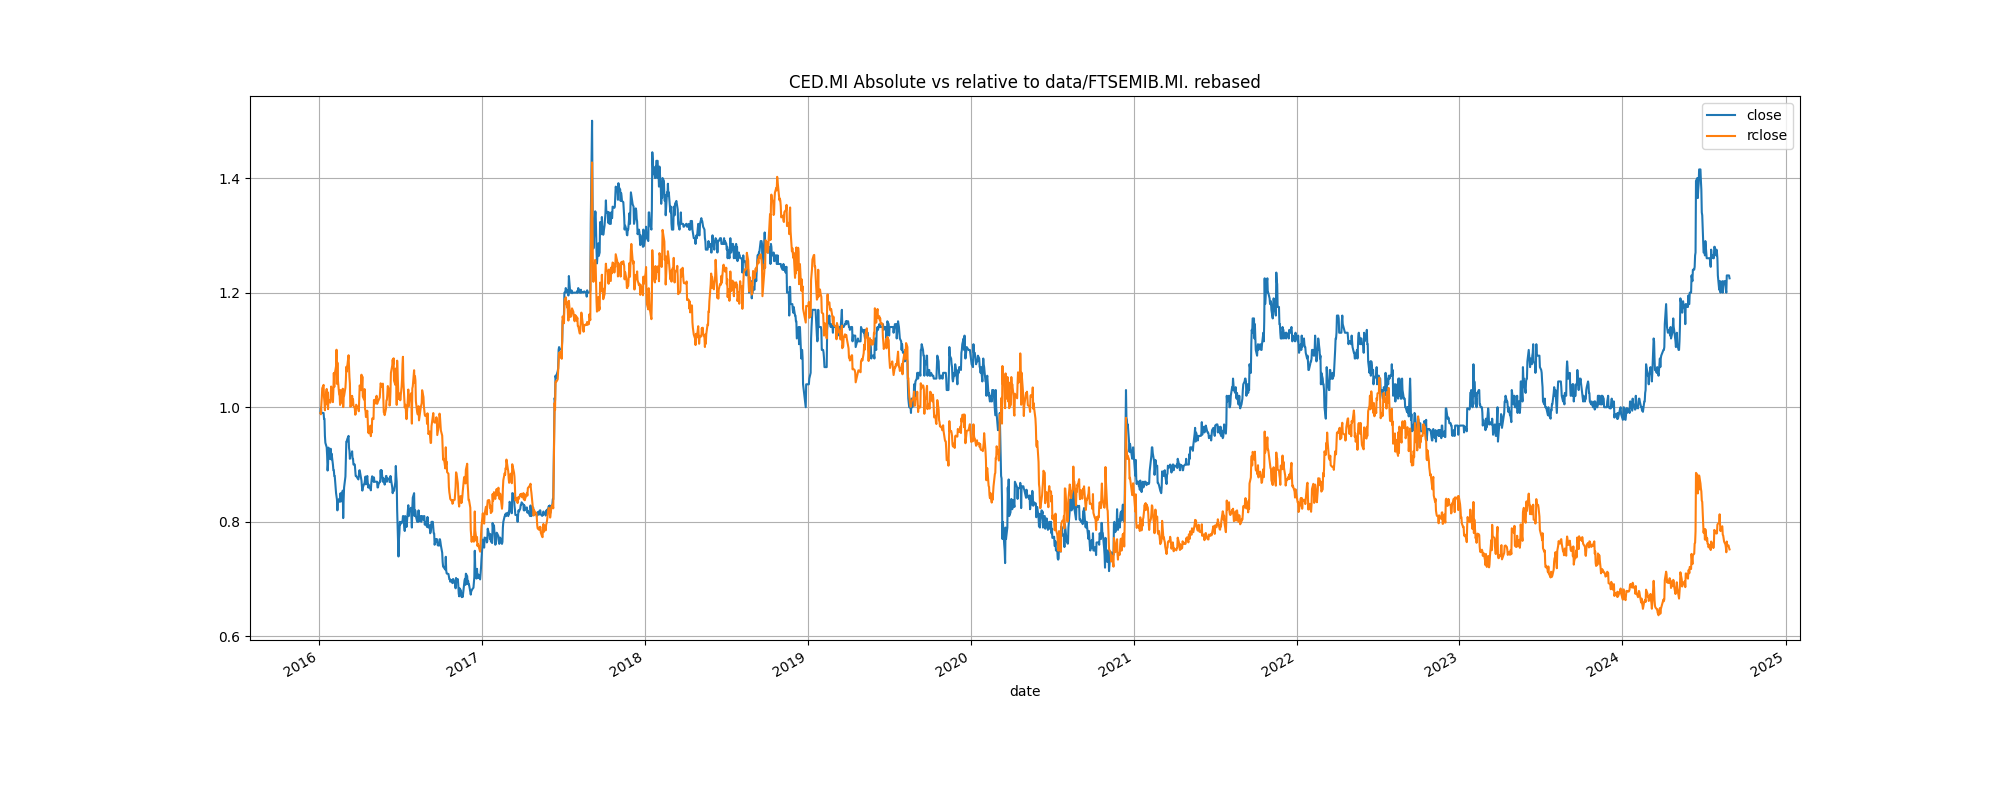 CED.MI Absolute vs relative to data/FTSEMIB.MI. rebased
close
rclose
1.4
1.2
1.0
0.8
0.6
2016 2017 2018 2019 2020 2021 2022 2023 2024 2025
date